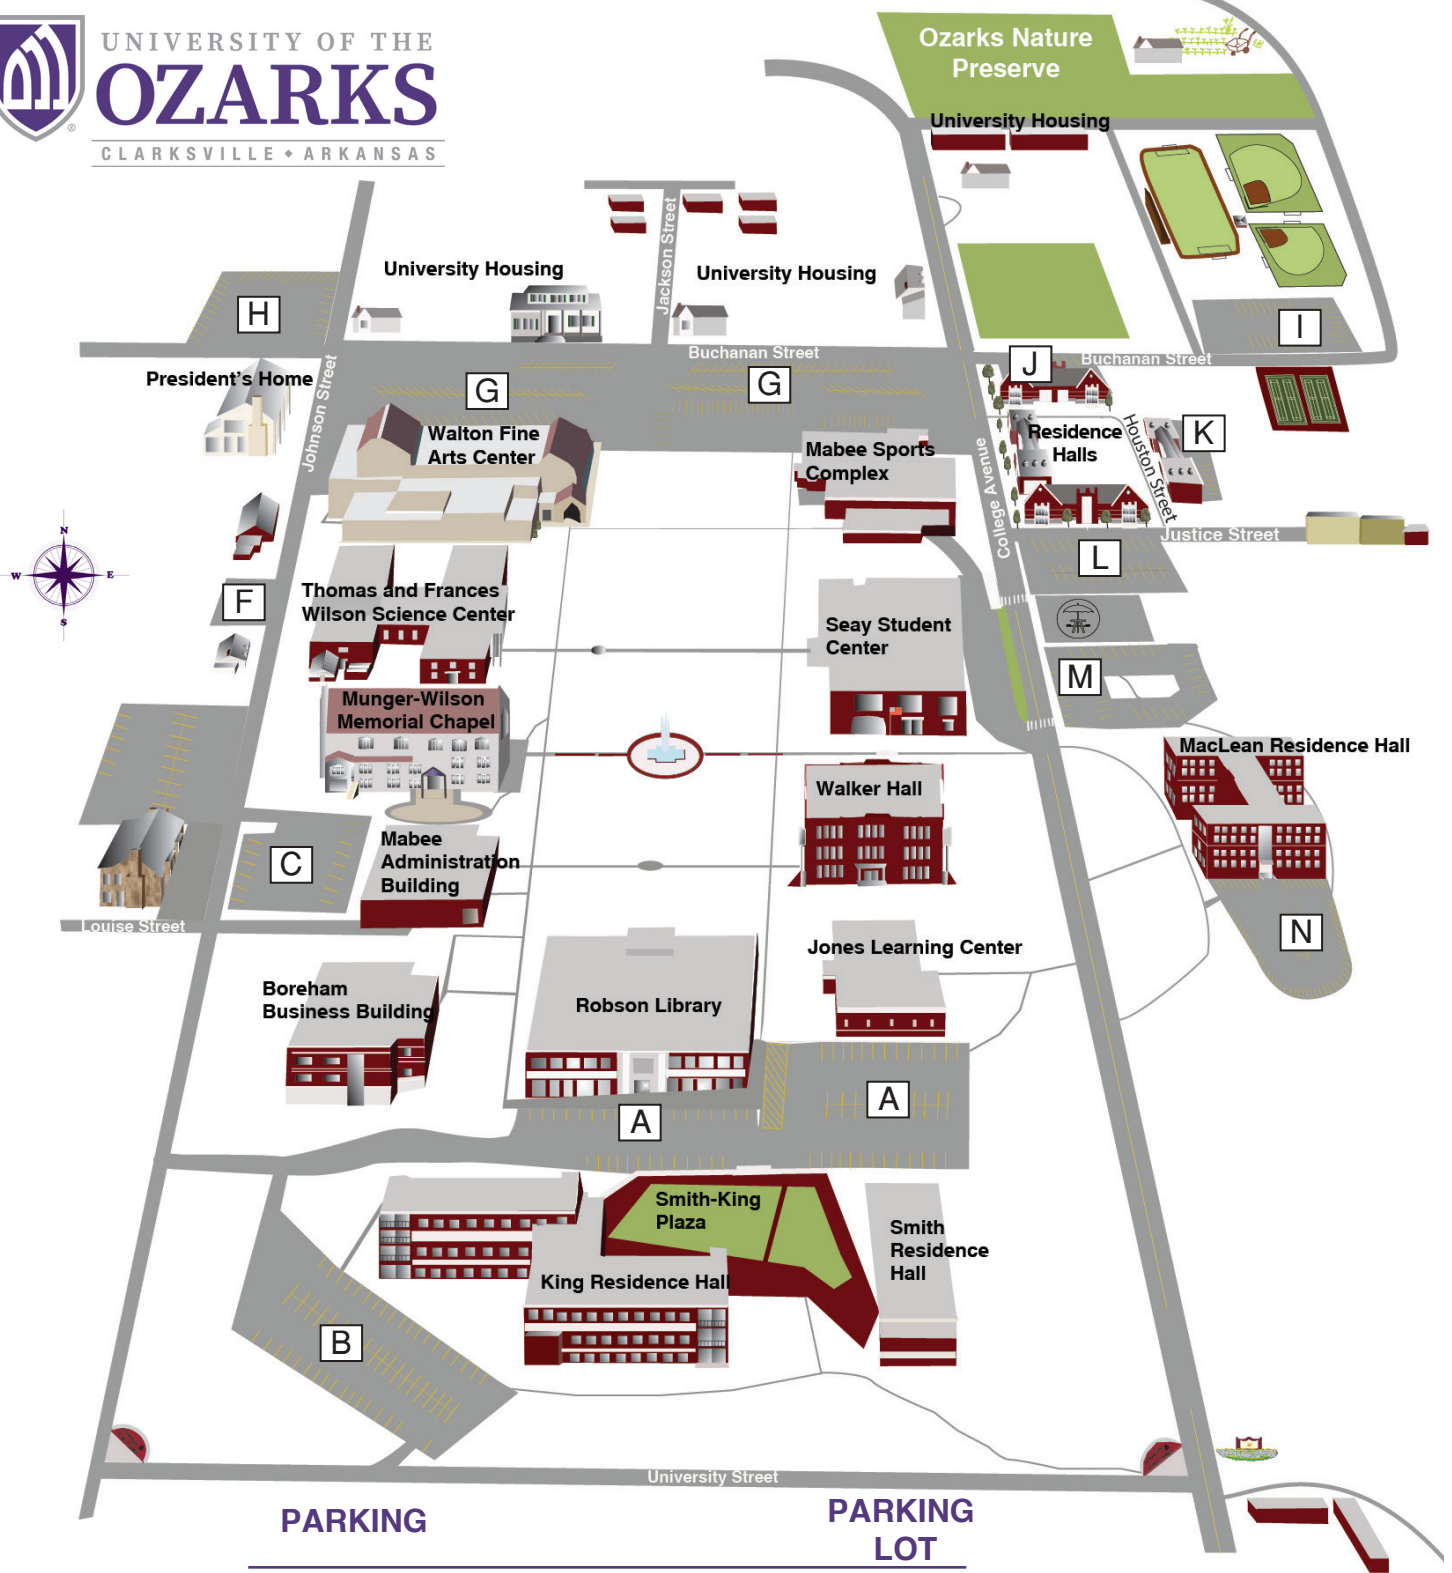 UNIVERSITY OF THE
OZARKS
®
CLARKSVILLE • ARKANSAS
Ozarks Nature
Preserve
University Housing
Jackson Street
University Housing
University Housing
H
I
Buchanan Street
Buchanan Street
J
President's Home
Johnson Street
G
G
Walton Fine
Arts Center
Mabee Sports
Complex
College Avenue
Residence
Halls
Houston Street
K
Justice Street
N
W
E
S
L
F
Thomas and Frances
Wilson Science Center
Seay Student
Center
M
Munger-Wilson
Memorial Chapel
MacLean Residence Hall
Walker Hall
C
Mabee
Administration
Building
Louise Street
N
Jones Learning Center
Boreham
Business Building
Robson Library
A
A
Smith-King
Plaza
Smith
Residence
Hall
King Residence Hall
B
University Street
PARKING
PARKING
LOT